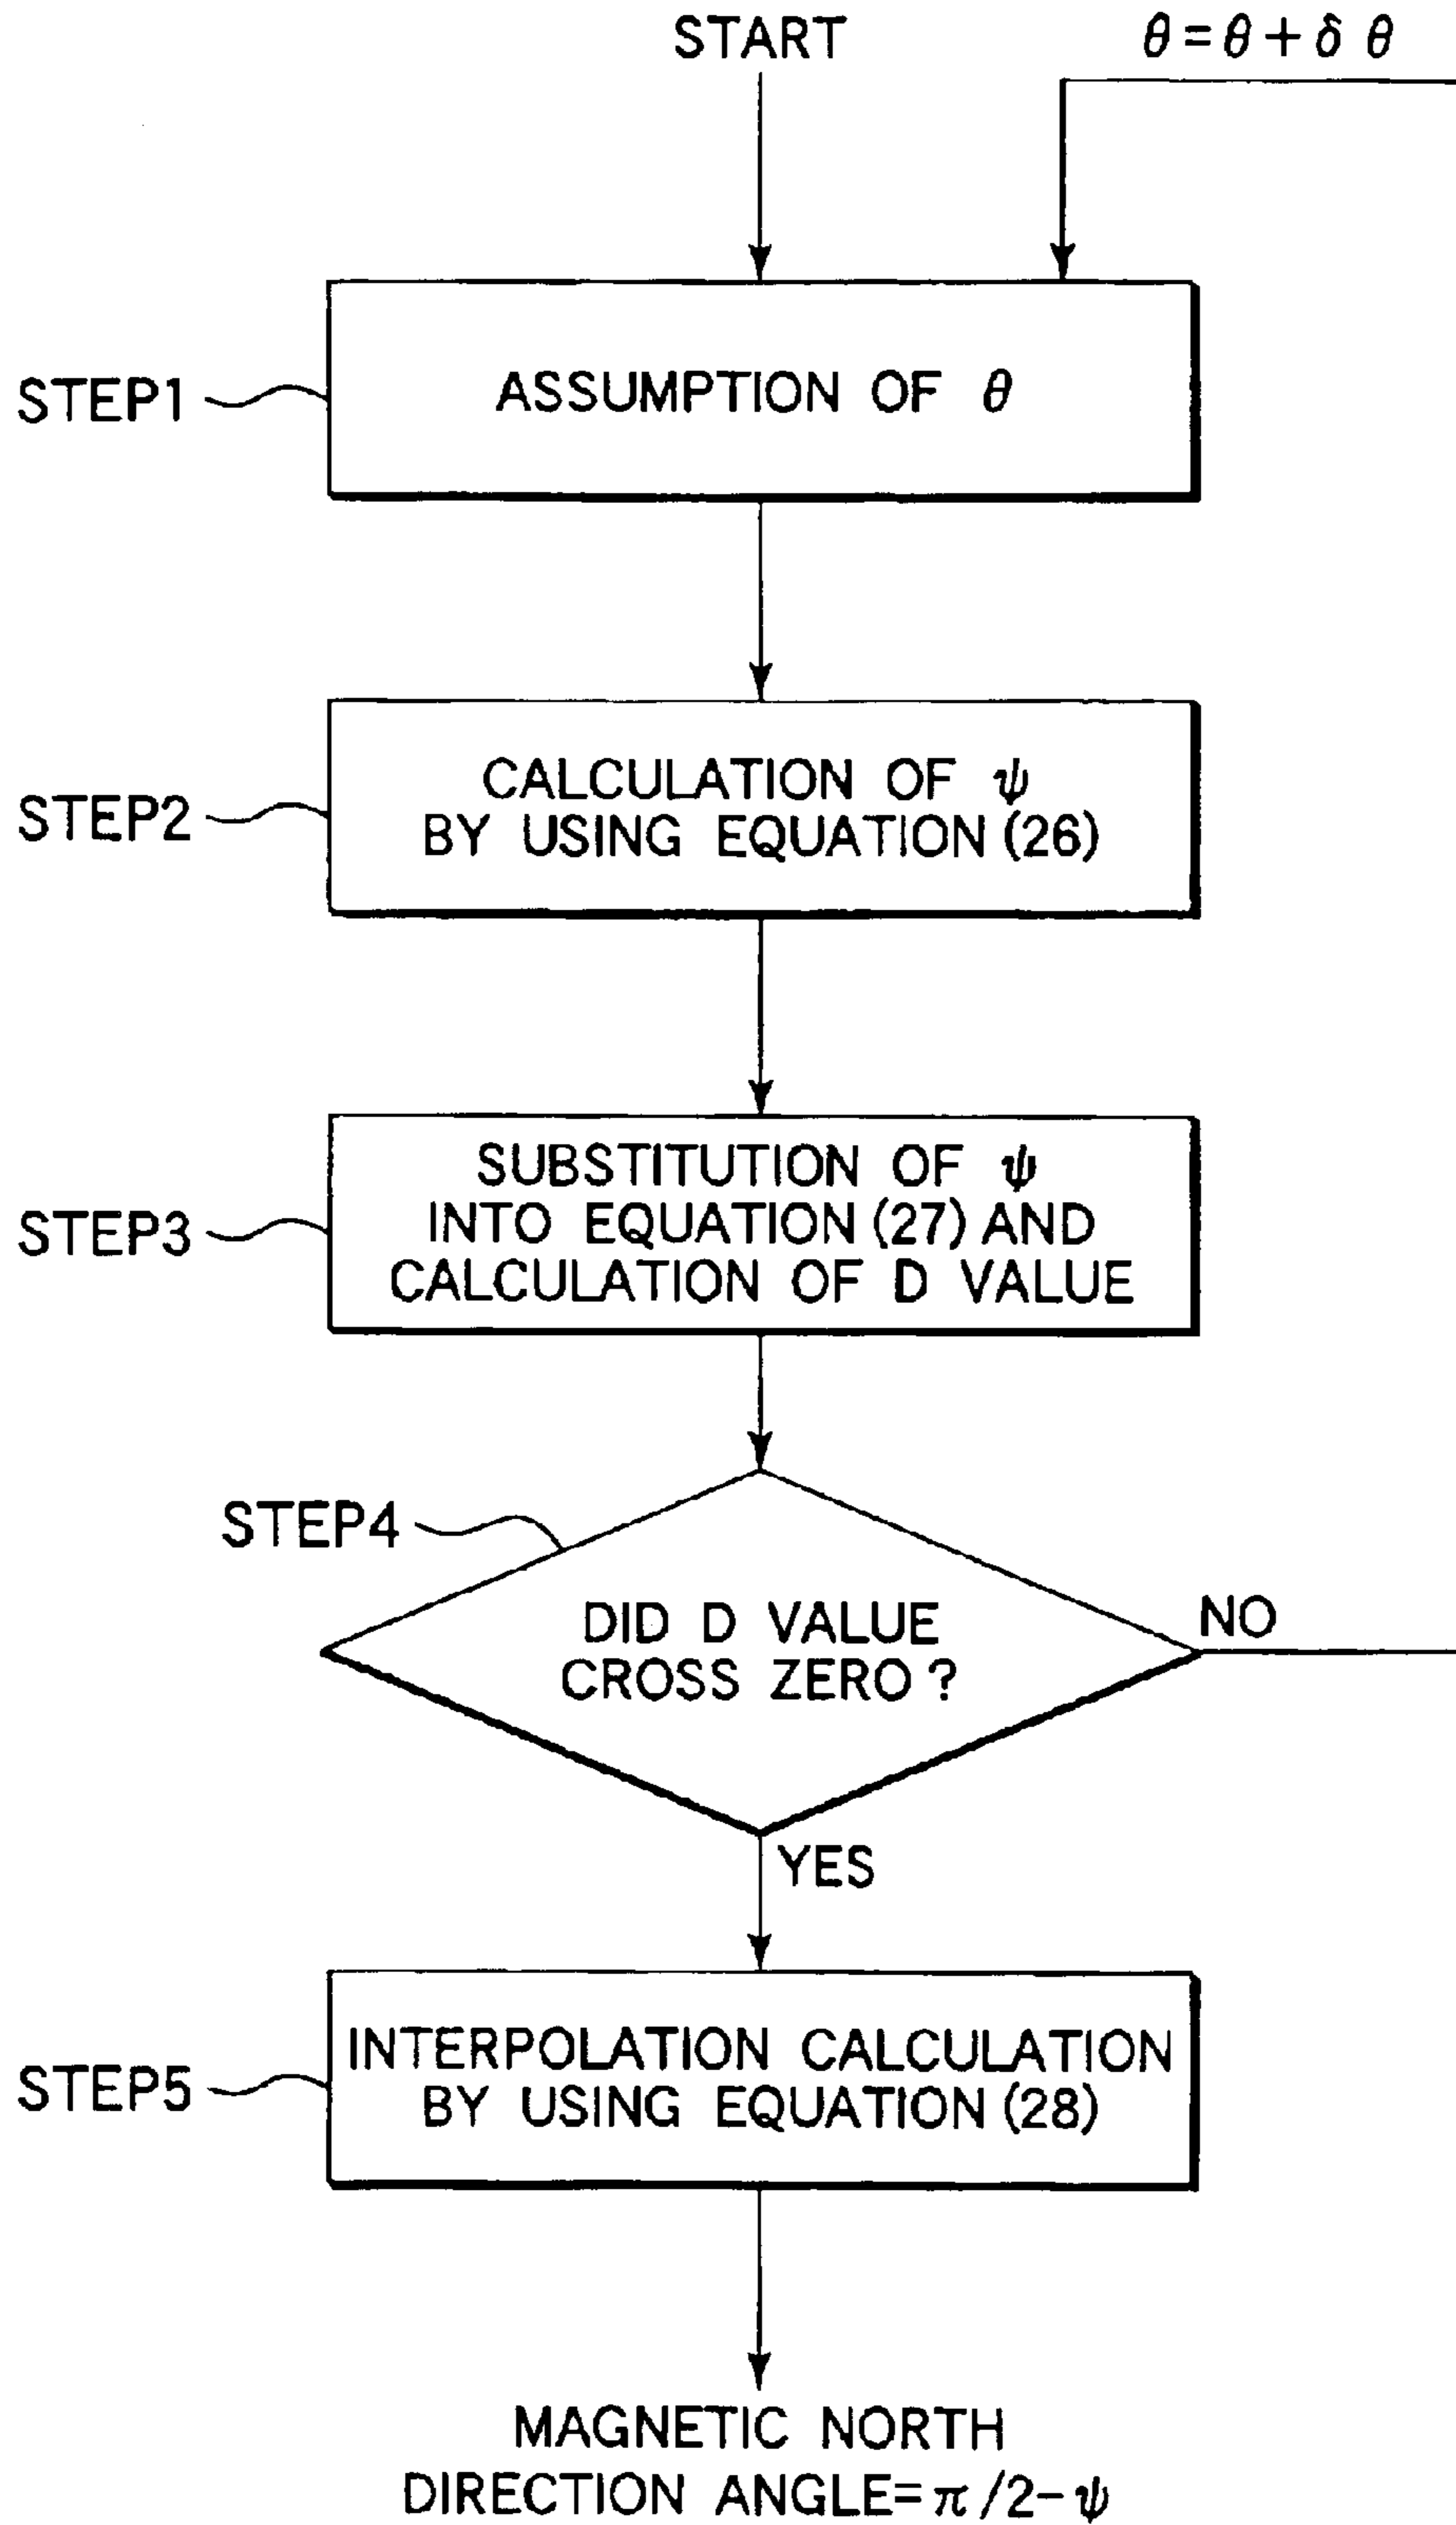 START
θ=θ+δ θ
STEP1
ASSUMPTION OF θ
STEP2
CALCULATION OF ψ
BY USING EQUATION (26)
STEP3
SUBSTITUTION OF ψ
INTO EQUATION (27) AND
CALCULATION OF D VALUE
STEP4
DID D VALUE
CROSS ZERO?
NO
YES
STEP5
INTERPOLATION CALCULATION
BY USING EQUATION (28)
MAGNETIC NORTH
DIRECTION ANGLE=π/2-ψ